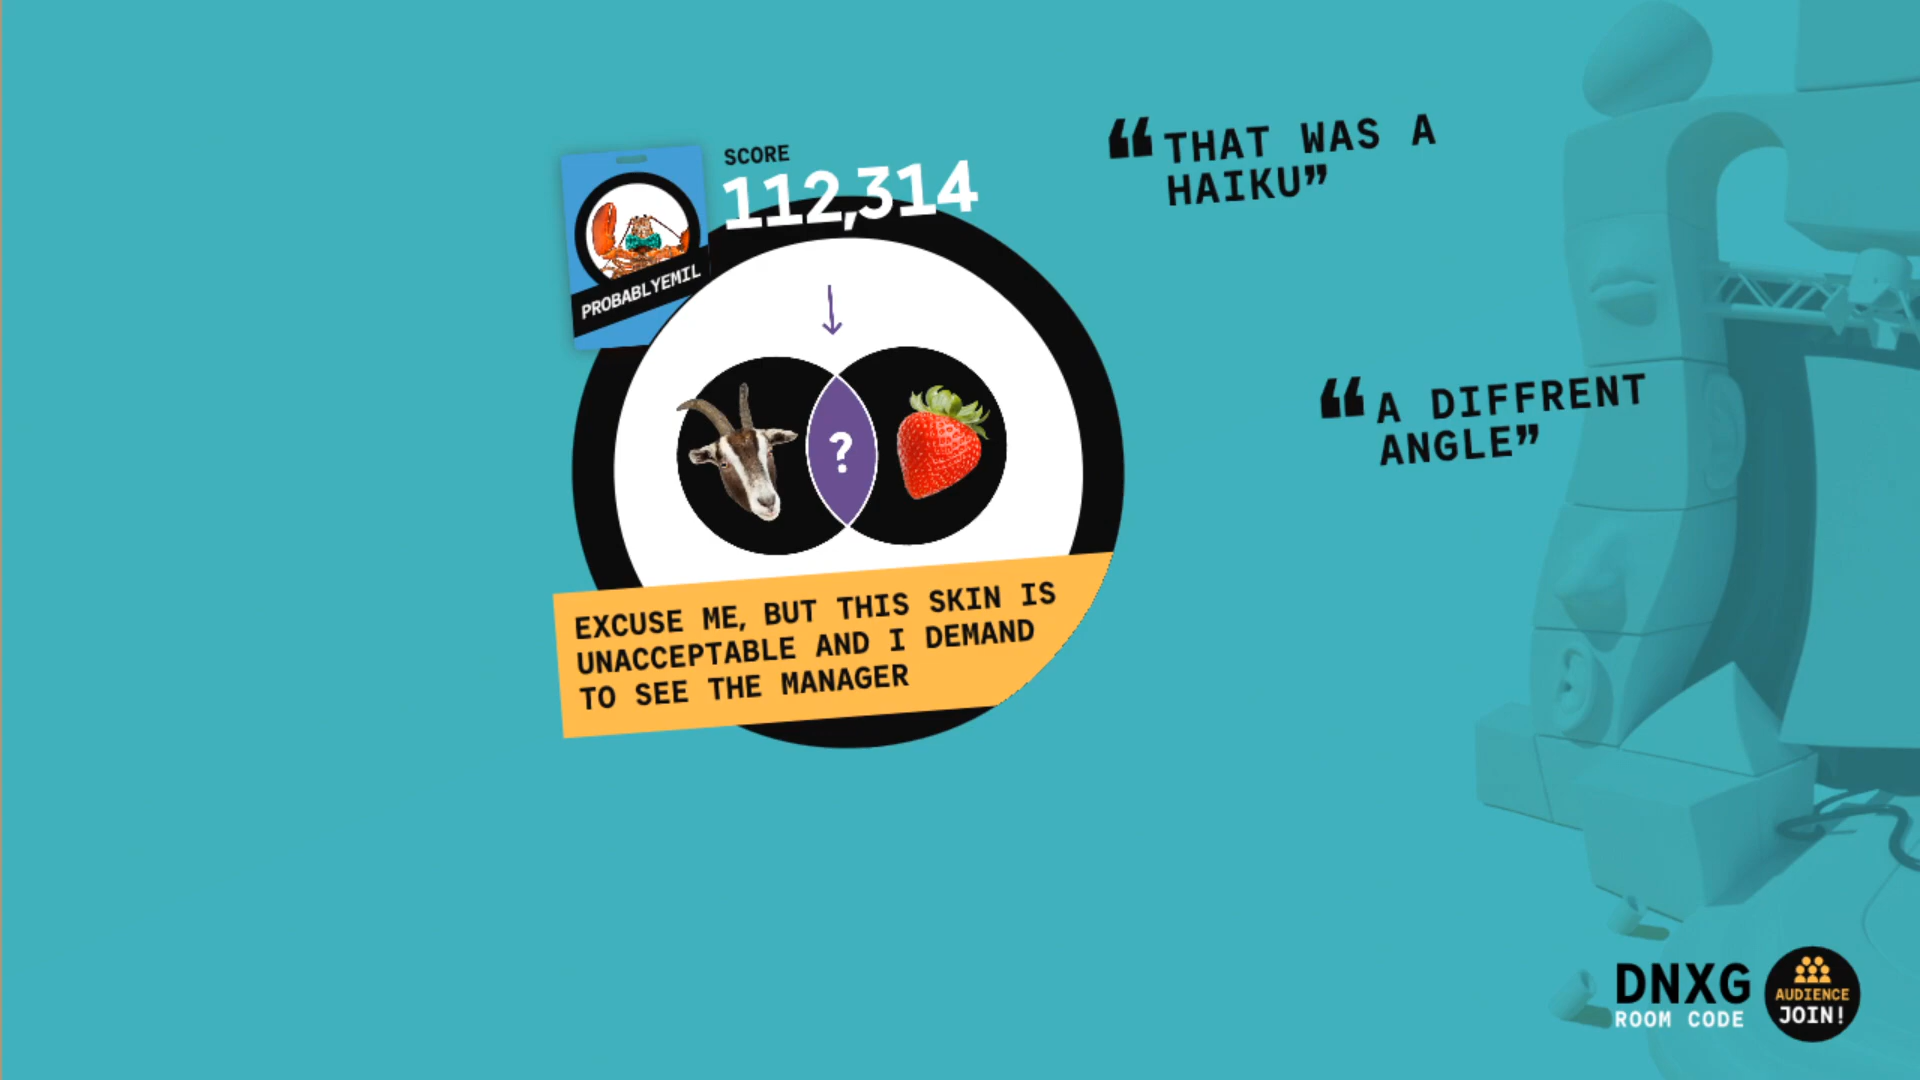 SCORE
112,314
PROBABLYEMIL
“THAT WAS A
HAIKU”
?
“A DIFFRENT
ANGLE”
EXCUSE ME, BUT THIS SKIN IS
UNACCEPTABLE AND I DEMAND
TO SEE THE MANAGER
DNXG
ROOM CODE
AUDIENCE
JOIN!